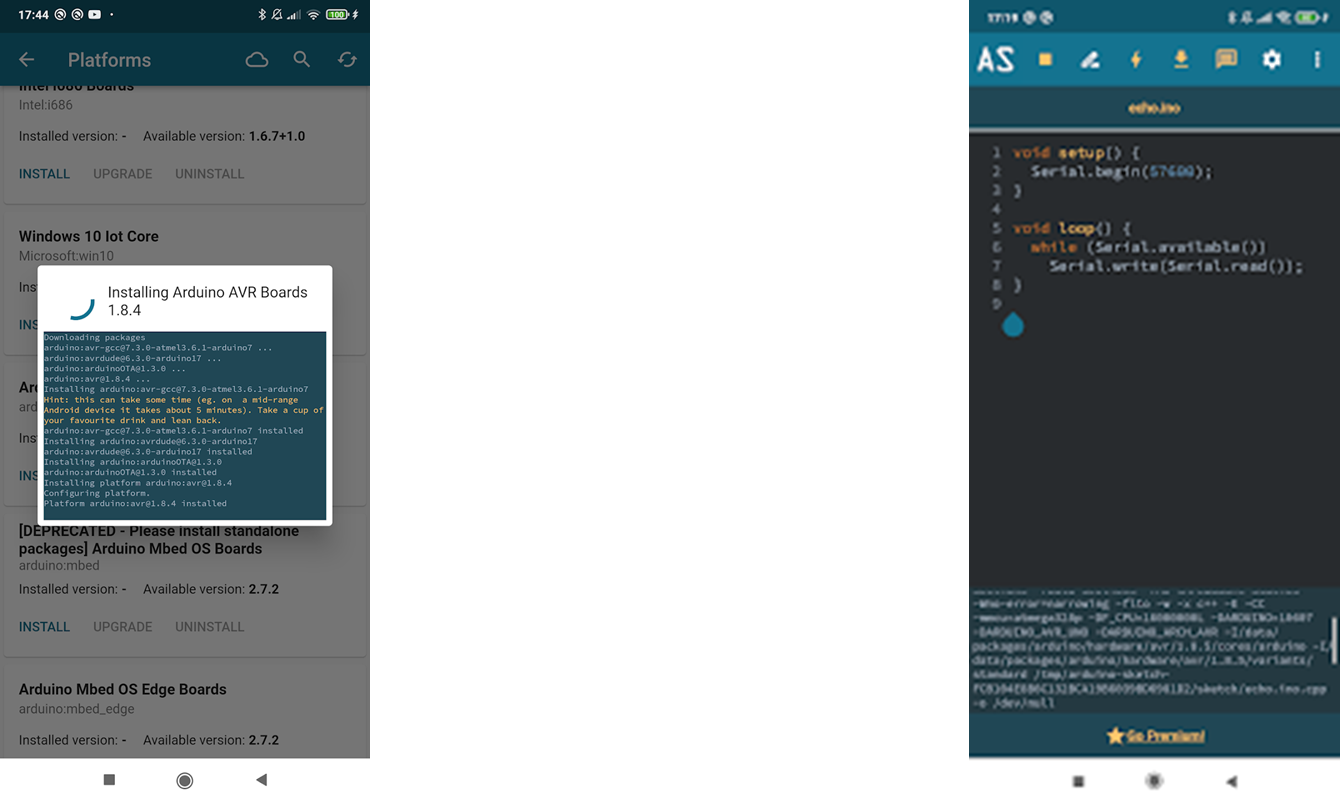 17:44
100
Platforms
Intel i686 Boards
Intel:i686
Installed version: - Available version: 1.6.7+1.0
INSTALL UPGRADE UNINSTALL
Windows 10 Iot Core
Microsoft:win10
Ins
INS
Installing Arduino AVR Boards
1.8.4
Downloading packages
arduino:avr-gcc@7.3.0-atmel3.6.1-arduino7 ...
arduino:avrdude@6.3.0-arduino17 ...
arduino:arduinoOTA@1.3.0 ...
arduino:avr@1.8.4 ...
Installing arduino:avr-gcc@7.3.0-atmel3.6.1-arduino7
Hint: this can take some time (eg. on a mid-range
Android device it takes about 5 minutes). Take a cup of
your favourite drink and lean back.
arduino:avr-gcc@7.3.0-atmel3.6.1-arduino7 installed
Installing arduino:avrdude@6.3.0-arduino17
arduino:avrdude@6.3.0-arduino17 installed
Installing arduino:arduinoOTA@1.3.0
arduino:arduinoOTA@1.3.0 installed
Installing platform arduino:avr@1.8.4
Configuring platform.
Platform arduino:avr@1.8.4 installed
Ar
ard
Ins
INS
[DEPRECATED - Please install standalone
packages] Arduino Mbed OS Boards
arduino:mbed
Installed version: - Available version: 2.7.2
INSTALL UPGRADE UNINSTALL
Arduino Mbed OS Edge Boards
arduino:mbed_edge
Installed version: - Available version: 2.7.2
AS
echo.ino
1 void setup() {
2 Serial.begin(57600);
3 }
4
5 void loop() {
6 while (Serial.available())
7 Serial.write(Serial.read());
8 }
9
-Wno-error=narrowing -flto -w -x c++ -E -CC
-DARDUINO_AVR_UNO -DARDUINO_ARCH_AVR -I/data/
packages/arduino/hardware/avr/1.8.5/cores/arduino -I/
data/packages/arduino/hardware/avr/1.8.5/variants/
standard /tmp/arduino-sketch-
/sketch/echo.ino.cpp
-o /dev/null
Go Premium!